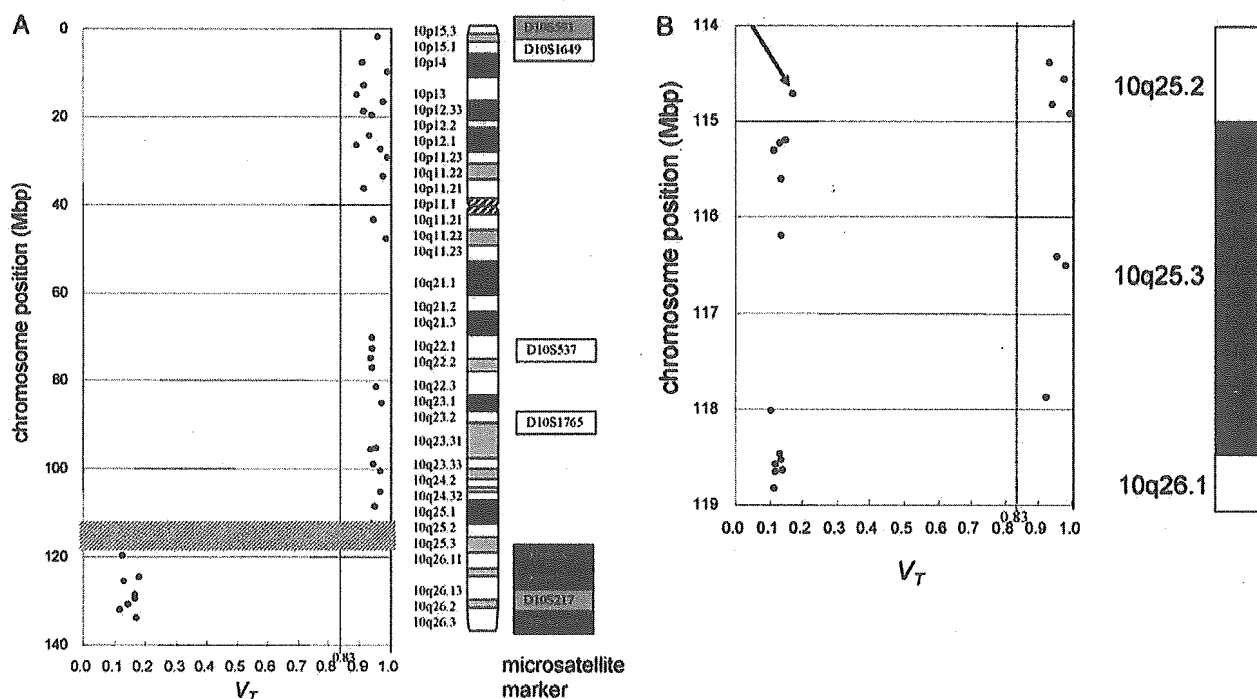 A
chromosome position (Mbp)
0
20
40
60
80
100
120
140
0.0
0.1
0.2
0.3
0.4
0.5
0.6
0.7
0.8
0.83
0.9
1.0
V_T
10p15.3
10p15.1
10p14
10p13
10p12.33
10p12.2
10p12.1
10p11.23
10q11.22
10p11.21
10p11.1
10q11.21
10q11.22
10q11.23
10q21.1
10q21.2
10q21.3
10q22.1
10q22.2
10q22.3
10q23.1
10q23.2
10q23.31
10q23.33
10q24.2
10q24.32
10q25.1
10q25.2
10q25.3
10q26.11
10q26.13
10q26.2
10q26.3
D10S591
D10S1649
D10S537
D10S1765
D10S217
microsatellite
marker
B
chromosome position (Mbp)
114
115
116
117
118
119
0.0
0.1
0.2
0.3
0.4
0.5
0.6
0.7
0.8
0.83
0.9
1.0
V_T
10q25.2
10q25.3
10q26.1